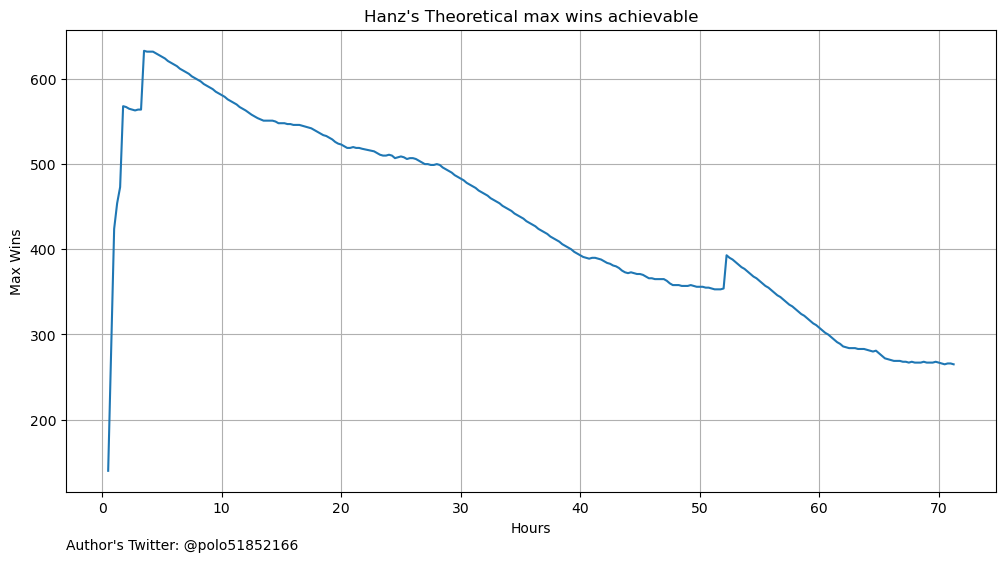 Hanz's Theoretical max wins achievable
600
500
400
300
200
Max Wins
0 10 20 30 40 50 60 70
Hours
Author's Twitter: @polo51852166